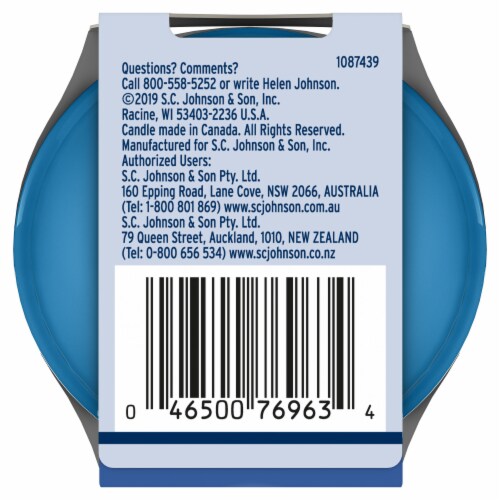 Questions? Comments? 1087439
Call 800-558-5252 or write Helen Johnson.
©2019 S.C. Johnson & Son, Inc.
Racine, WI 53403-2236 U.S.A.
Candle made in Canada. All Rights Reserved.
Manufactured for S.C. Johnson & Son, Inc.
Authorized Users:
S.C. Johnson & Son Pty. Ltd.
160 Epping Road, Lane Cove, NSW 2066, AUSTRALIA
(Tel: 1-800 801 869) www.scjohnson.com.au
S.C. Johnson & Son Pty. Ltd.
79 Queen Street, Auckland, 1010, NEW ZEALAND
(Tel: 0-800 656 534) www.scjohnson.co.nz
0 46500 76963 4